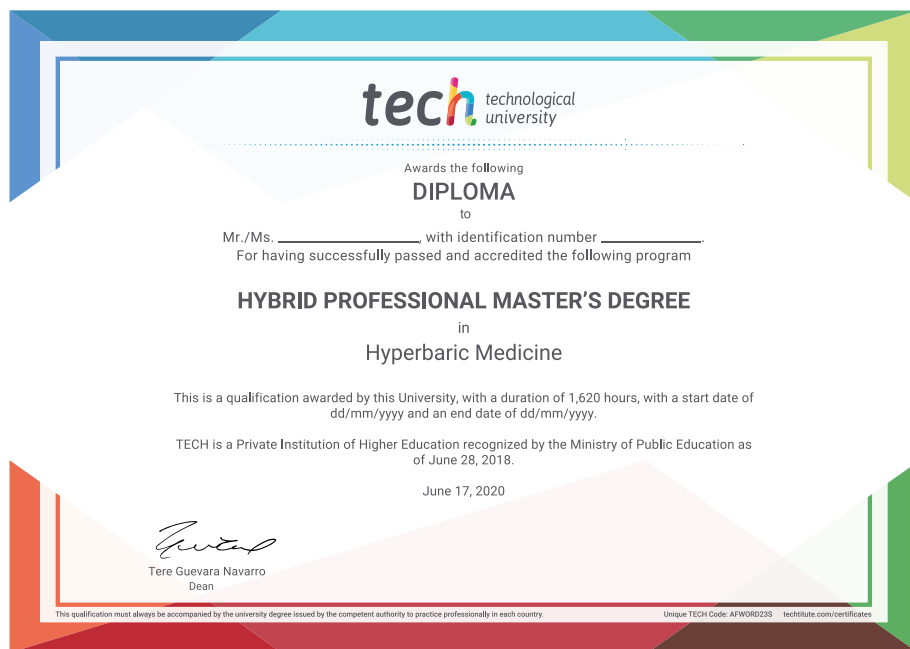 tech technological
university
Awards the following
DIPLOMA
to
Mr./Ms. ____________, with identification number ____________.
For having successfully passed and accredited the following program
HYBRID PROFESSIONAL MASTER’S DEGREE
in
Hyperbaric Medicine
This is a qualification awarded by this University, with a duration of 1,620 hours, with a start date of
dd/mm/yyyy and an end date of dd/mm/yyyy.
TECH is a Private Institution of Higher Education recognized by the Ministry of Public Education as
of June 28, 2018.
June 17, 2020
Tere Guevara Navarro
Dean
This qualification must always be accompanied by the university degree issued by the competent authority to practice professionally in each country.
Unique TECH Code: AFWORD23S techtitute.com/certificates